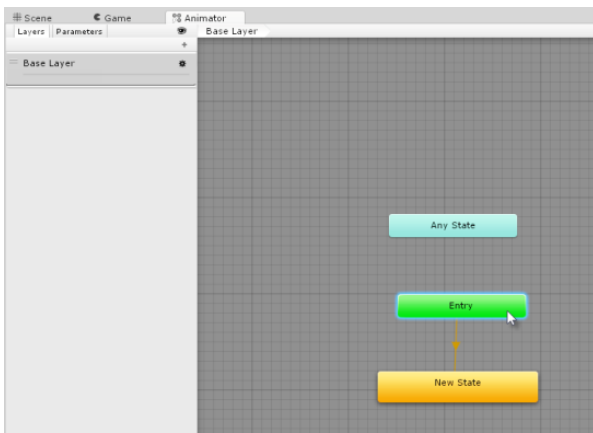 Scene Game Animator
Layers Parameters Base Layer
+
Base Layer
Any State
Entry
New State